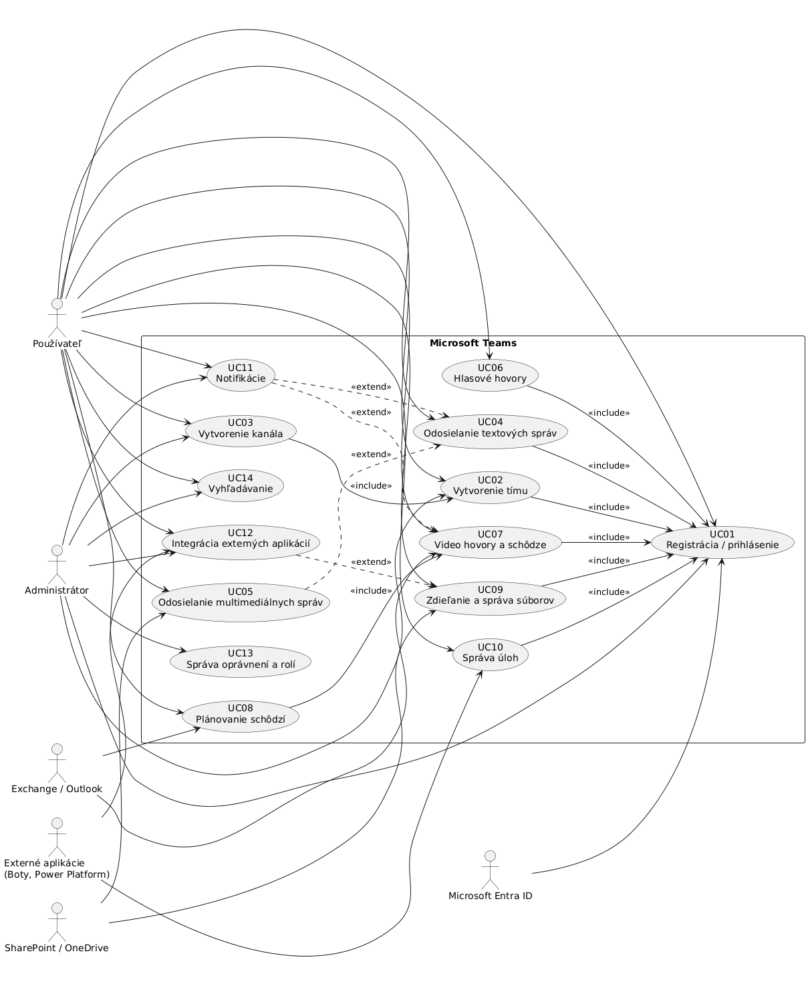 Microsoft Teams
Používateľ
UC11
Notifikácie
UC06
Hlasové hovory
«extend»
«extend»
«include»
UC03
Vytvorenie kanála
UC04
Odosielanie textových správ
«extend»
«include»
UC14
Vyhľadávanie
«include»
UC02
Vytvorenie tímu
«include»
UC12
Integrácia externých aplikácií
UC07
Video hovory a schôdze
«include»
UC01
Registrácia / prihlásenie
Administrátor
UC05
Odosielanie multimediálnych správ
«extend»
«include»
UC09
Zdieľanie a správa súborov
«include»
«include»
UC13
Správa oprávnení a rolí
UC10
Správa úloh
UC08
Plánovanie schôdzí
Exchange / Outlook
Externé aplikácie
(Boty, Power Platform)
Microsoft Entra ID
SharePoint / OneDrive